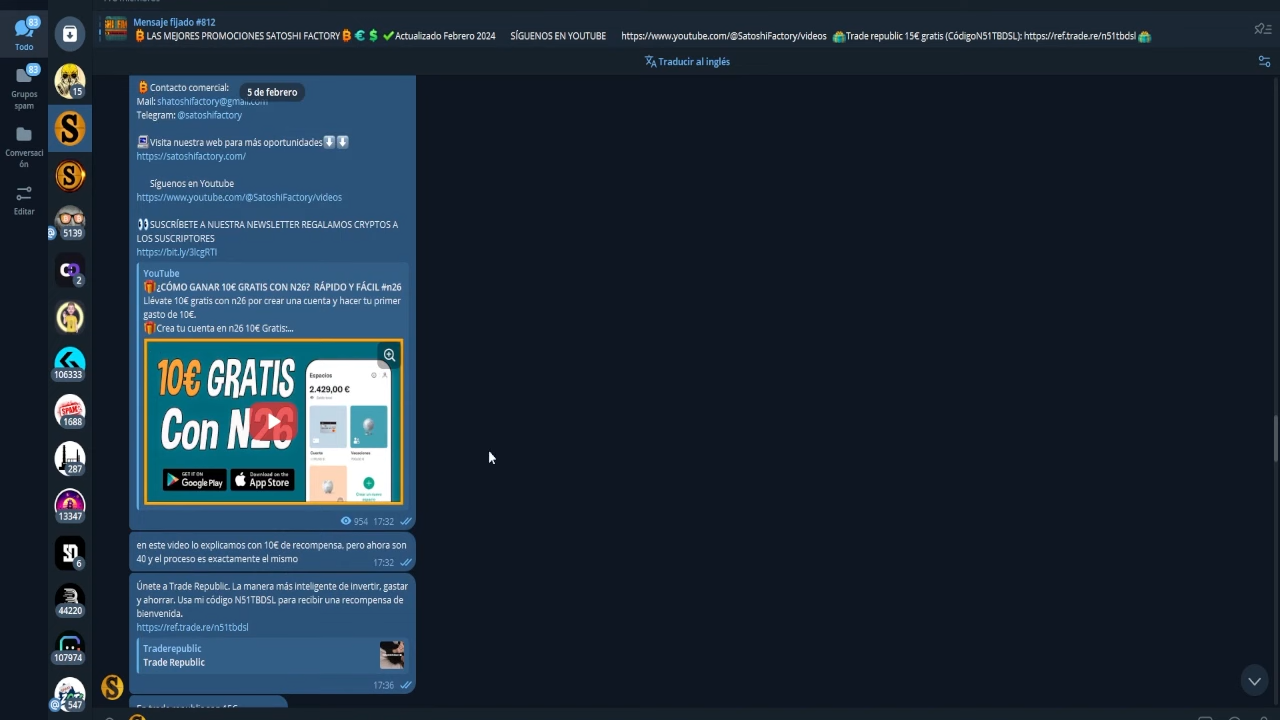 83
Todo
83
Grupos
spam
Conversaci
ón
Editar
15
5139
2
106333
1688
287
13347
6
44220
107974
547
Mensaje fijado #812
LAS MEJORES PROMOCIONES SATOSHI FACTORY € $ ✔Actualizado Febrero 2024 SÍGUENOS EN YOUTUBE https://www.youtube.com/@SatoshiFactory/videos Trade republic 15€ gratis (CódigoN51TBDSL): https://ref.trade.re/n51tbdsl
Traducir al inglés
5 de febrero
Contacto comercial:
Mail: shatoshifactory@gmail.com
Telegram: @satoshifactory
Visita nuestra web para más oportunidades
https://satoshifactory.com/
Síguenos en Youtube
https://www.youtube.com/@SatoshiFactory/videos
SUSCRÍBETE A NUESTRA NEWSLETTER REGALAMOS CRYPTOS A
LOS SUSCRIPTORES
YouTube
¿CÓMO GANAR 10€ GRATIS CON N26? RÁPIDO Y FÁCIL #n26
Llévate 10€ gratis con n26 por crear una cuenta y hacer tu primer
gasto de 10€.
Crea tu cuenta en n26 10€ Gratis:...
10€ GRATIS
Con N26
Espacios
2.429,00 €
GET IT ON
Google Play
Download on the
App Store
954 17:32
en este video lo explicamos con 10€ de recompensa, pero ahora son
40 y el proceso es exactamente el mismo
17:32
Únete a Trade Republic. La manera más inteligente de invertir, gastar
y ahorrar. Usa mi código N51TBDSL para recibir una recompensa de
bienvenida.
https://ref.trade.re/n51tbdsl
Traderepublic
Trade Republic
17:36